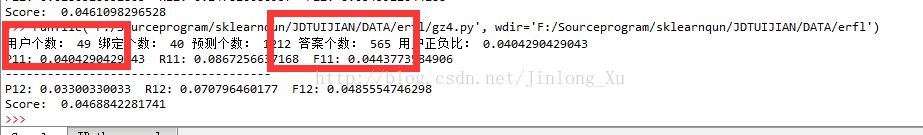 Score: 0.0461098296528
>>> runfile('F:/Sourceprogram/sklearnqun/JDTUIJIAN/DATA/erfl/gz4.py', wdir='F:/Sourceprogram/sklearnqun/JDTUIJIAN/DATA/erfl')
用户个数: 49 绑定个数: 40 预测个数: 1212 答案个数: 565 用户正负比: 0.0404290429043
P11: 0.0404290429043 R11: 0.0867256637168 F11: 0.0443773584906
http://blog.csdn.net/Jinlong_Xu
P12: 0.03300330033 R12: 0.070796460177 F12: 0.0485554746298
Score: 0.0468842281741
>>>